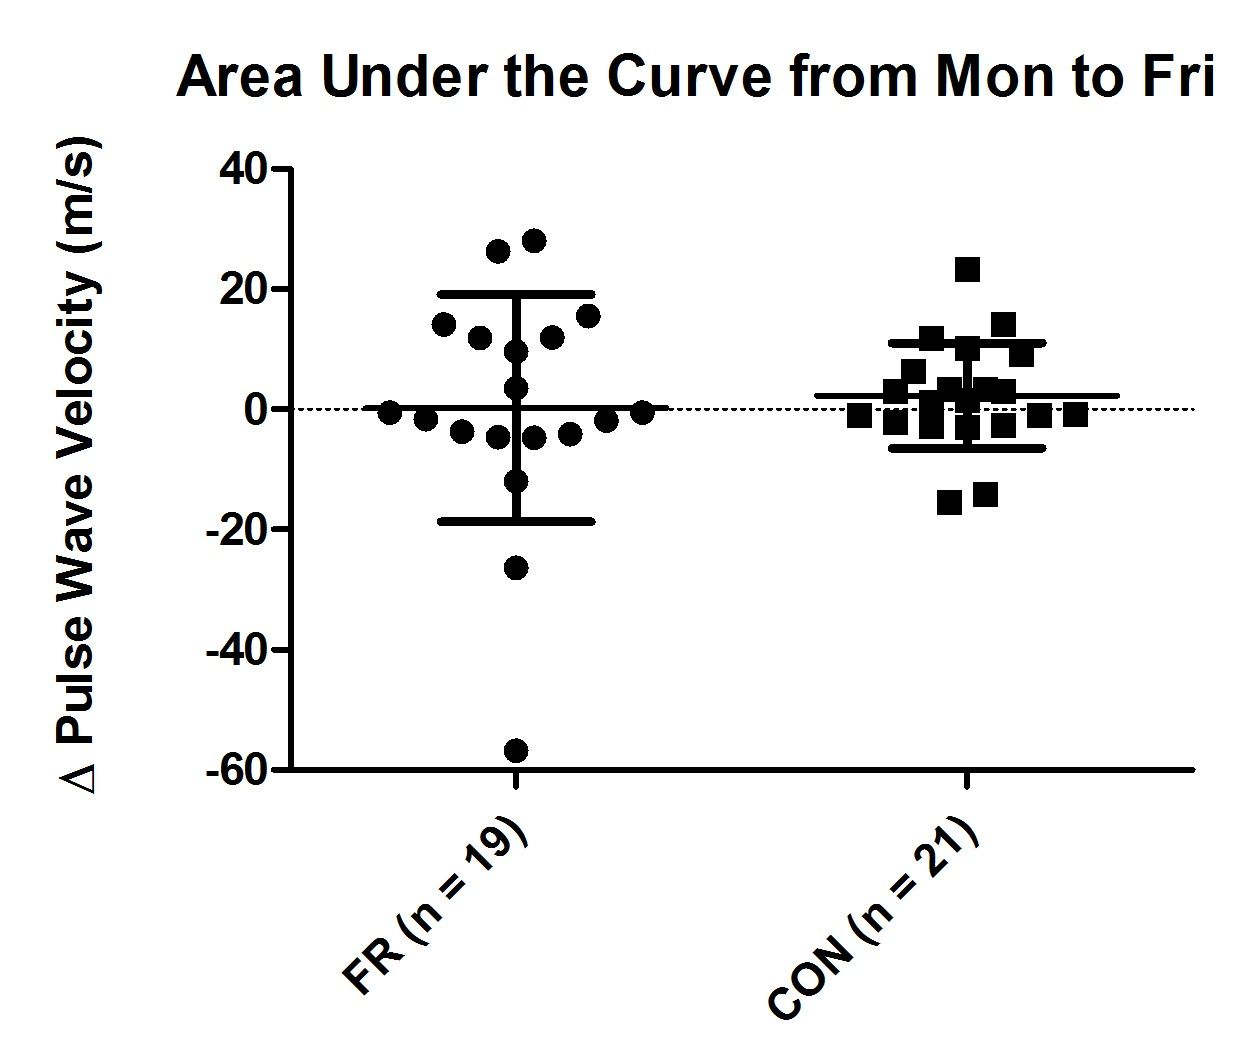 Area Under the Curve from Mon to Fri
Δ Pulse Wave Velocity (m/s)
40
20
0
-20
-40
-60
FR (n = 19)
CON (n = 21)